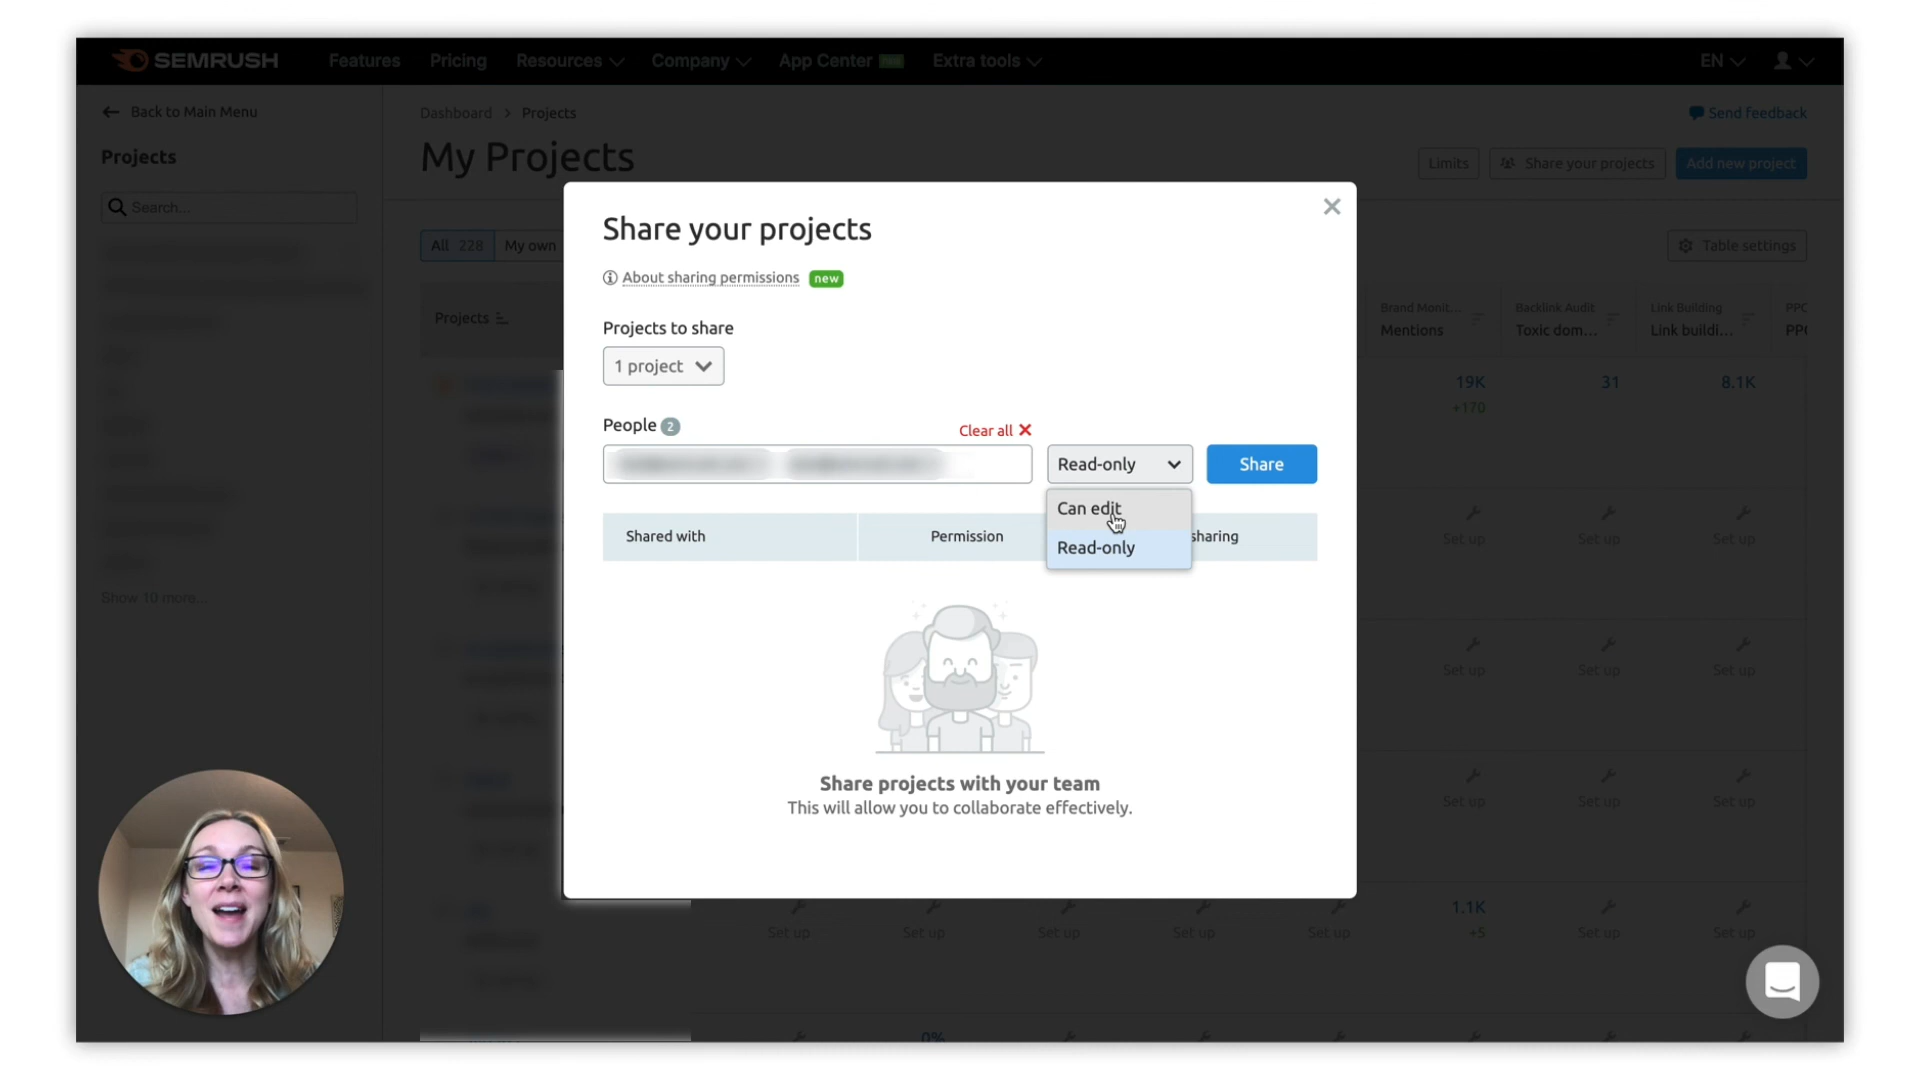 SEMRUSH
Features
Pricing
Resources
Company
App Center
Extra tools
EN
Back to Main Menu
Projects
Search...
Show 10 more...
Dashboard > Projects
Send feedback
My Projects
Limits
Share your projects
Add new project
All 228
My own
Table settings
Projects
Brand Monit...
Mentions
Backlink Audit
Toxic dom...
Link Building
Link buildi...
PPC
19K
+170
31
8.1K
Share your projects
About sharing permissions new
Projects to share
1 project
People 2
Clear all
Read-only
Share
Can edit
Read-only
Shared with
Permission
sharing
Share projects with your team
This will allow you to collaborate effectively.
Set up
Set up
Set up
Set up
Set up
Set up
Set up
Set up
Set up
1.1K
Set up
Set up
Set up
Set up
Set up
+5
Set up
Set up
0%